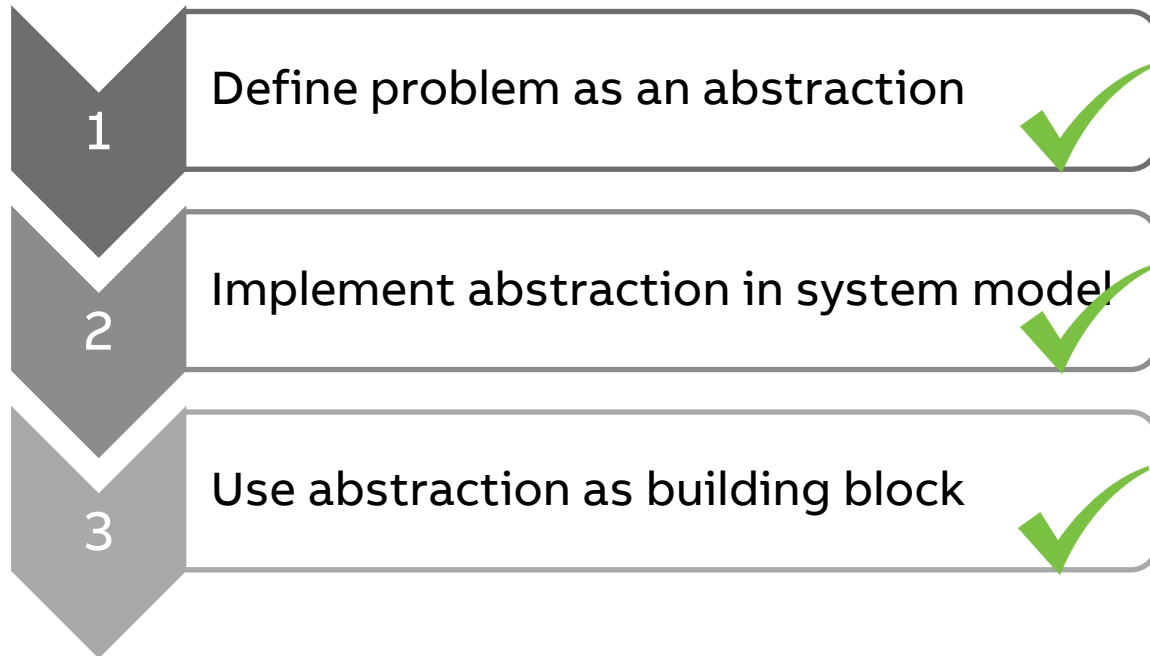 1
Define problem as an abstraction
2
Implement abstraction in system model
3
Use abstraction as building block